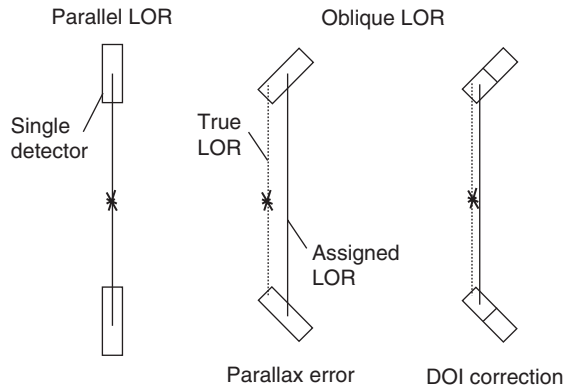 Parallel LOR
Oblique LOR
Single
detector
True
LOR
Assigned
LOR
Parallax error
DOI correction